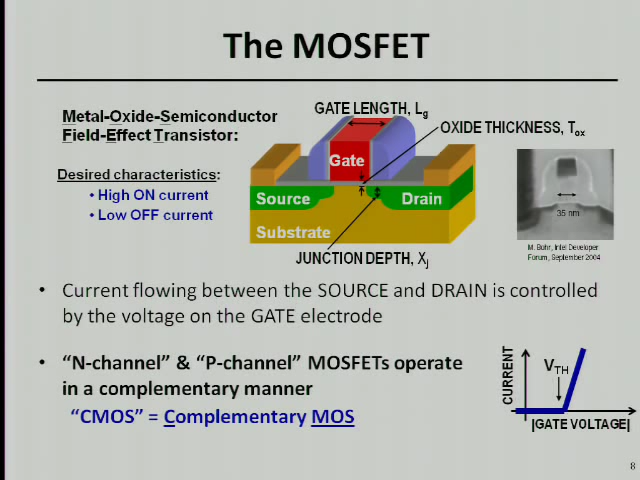 The MOSFET
Metal-Oxide-Semiconductor
Field-Effect Transistor:
Desired characteristics:
• High ON current
• Low OFF current
GATE LENGTH, Lg
OXIDE THICKNESS, Tox
Gate
Source
Drain
Substrate
JUNCTION DEPTH, Xj
35 nm
M. Bohr, Intel Developer
Forum, September 2004
• Current flowing between the SOURCE and DRAIN is controlled
by the voltage on the GATE electrode
• “N-channel” & “P-channel” MOSFETs operate
in a complementary manner
“CMOS” = Complementary MOS
CURRENT
VTH
|GATE VOLTAGE|
8